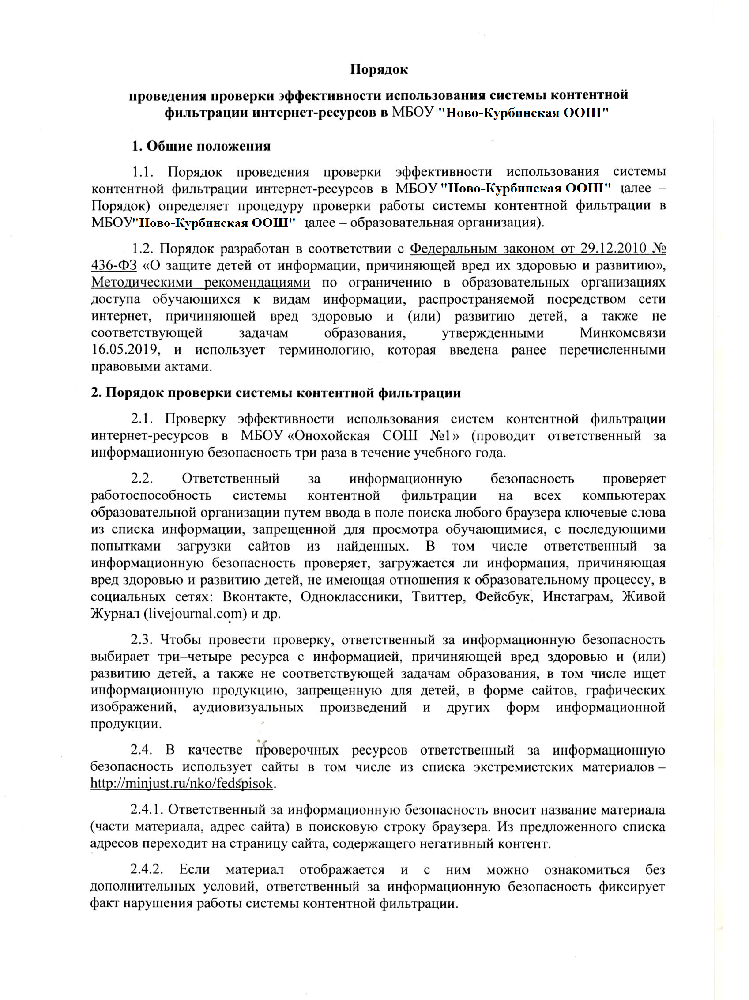 Порядок
проведения проверки эффективности использования системы контентной
фильтрации интернет-ресурсов в МБОУ "Ново-Курбинская ООШ"
1. Общие положения
1.1. Порядок проведения проверки эффективности использования системы
контентной фильтрации интернет-ресурсов в МБОУ "Ново-Курбинская ООШ" далее –
Порядок) определяет процедуру проверки работы системы контентной фильтрации в
МБОУ "Ново-Курбинская ООШ" далее – образовательная организация).
1.2. Порядок разработан в соответствии с Федеральным законом от 29.12.2010 №
436-ФЗ «О защите детей от информации, причиняющей вред их здоровью и развитию»,
Методическими рекомендациями по ограничению в образовательных организациях
доступа обучающихся к видам информации, распространяемой посредством сети
интернет, причиняющей вред здоровью и (или) развитию детей, а также не
соответствующей задачам образования, утвержденными Минкомсвязи
16.05.2019, и использует терминологию, которая введена ранее перечисленными
правовыми актами.
2. Порядок проверки системы контентной фильтрации
2.1. Проверку эффективности использования систем контентной фильтрации
интернет-ресурсов в МБОУ «Онохойская СОШ №1» (проводит ответственный за
информационную безопасность три раза в течение учебного года.
2.2. Ответственный за информационную безопасность проверяет
работоспособность системы контентной фильтрации на всех компьютерах
образовательной организации путем ввода в поле поиска любого браузера ключевые слова
из списка информации, запрещенной для просмотра обучающимися, с последующими
попытками загрузки сайтов из найденных. В том числе ответственный за
информационную безопасность проверяет, загружается ли информация, причиняющая
вред здоровью и развитию детей, не имеющая отношения к образовательному процессу, в
социальных сетях: Вконтакте, Одноклассники, Твиттер, Фейсбук, Инстаграм, Живой
Журнал (livejournal.com) и др.
2.3. Чтобы провести проверку, ответственный за информационную безопасность
выбирает три–четыре ресурса с информацией, причиняющей вред здоровью и (или)
развитию детей, а также не соответствующей задачам образования, в том числе ищет
информационную продукцию, запрещенную для детей, в форме сайтов, графических
изображений, аудиовизуальных произведений и других форм информационной
продукции.
2.4. В качестве проверочных ресурсов ответственный за информационную
безопасность использует сайты в том числе из списка экстремистских материалов –
http://minjust.ru/nko/fedspisok.
2.4.1. Ответственный за информационную безопасность вносит название материала
(части материала, адрес сайта) в поисковую строку браузера. Из предложенного списка
адресов переходит на страницу сайта, содержащего негативный контент.
2.4.2. Если материал отображается и с ним можно ознакомиться без
дополнительных условий, ответственный за информационную безопасность фиксирует
факт нарушения работы системы контентной фильтрации.